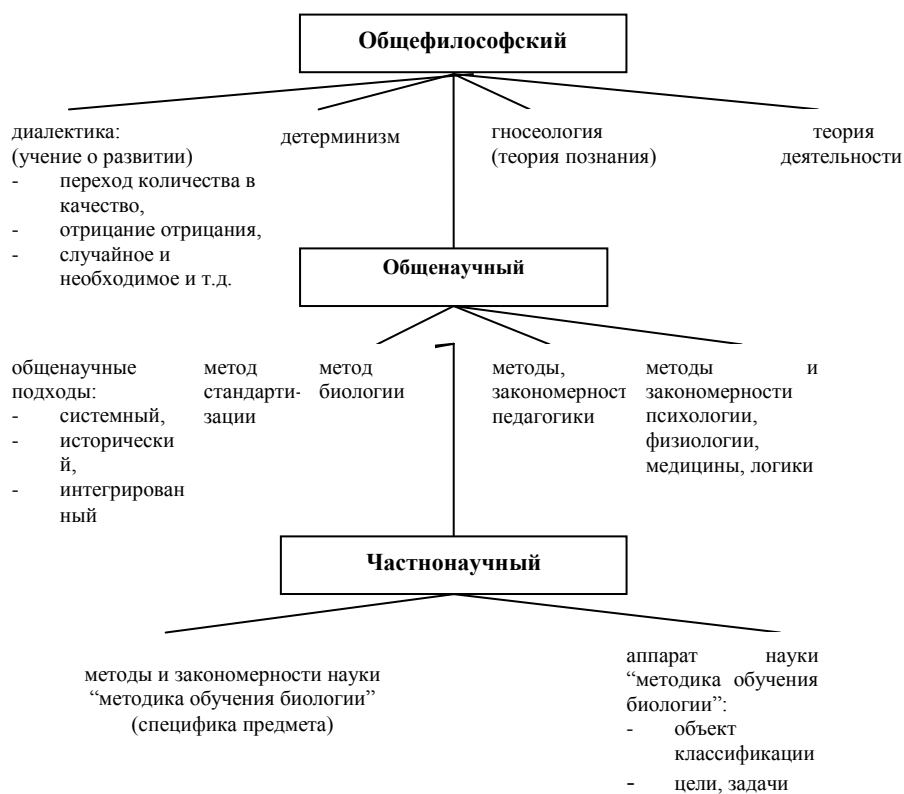 Общефилософский
диалектика:
(учение о развитии)
- переход количества в
качество,
- отрицание отрицания,
- случайное и
необходимое и т.д.
детерминизм
гносеология
(теория познания)
теория
деятельности
Общенаучный
общенаучные
подходы:
- системный,
- исторически
й,
- интегрирован
ный
метод
стандарти-
зации
метод
биологии
методы,
закономерност
педагогики
методы и
закономерности
психологии,
физиологии,
медицины, логики
Частнонаучный
методы и закономерности науки
“методика обучения биологии”
(специфика предмета)
аппарат науки
“методика обучения
биологии”:
- объект
классификации
- цели, задачи